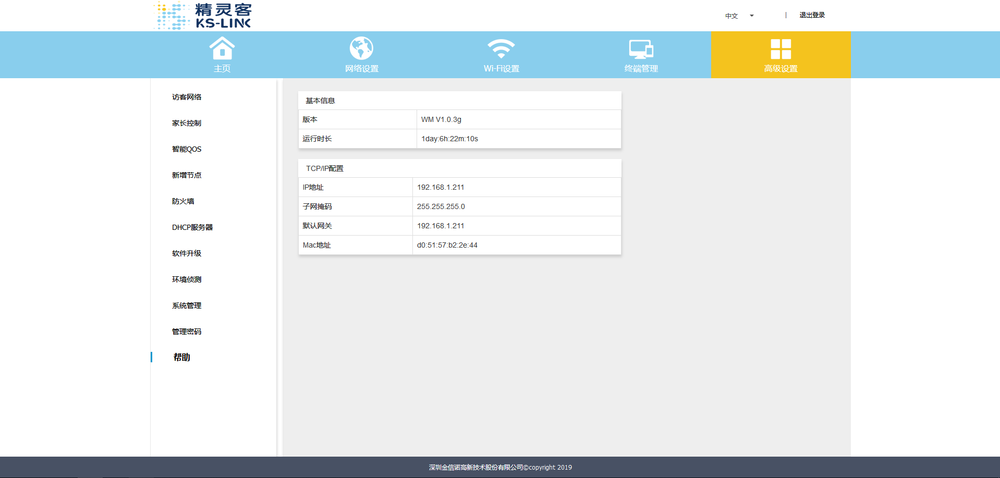 精灵客
KS-LINK
中文
|
退出登录
主页
网络设置
Wi-Fi设置
终端管理
高级设置
访客网络
家长控制
智能QOS
新增节点
防火墙
DHCP服务器
软件升级
环境侦测
系统管理
管理密码
帮助
基本信息
版本 WM V1.0.3g
运行时长 1day:6h:22m:10s
TCP/IP配置
IP地址 192.168.1.211
子网掩码 255.255.255.0
默认网关 192.168.1.211
Mac地址 d0:51:57:b2:2e:44
深圳金信诺高新技术股份有限公司©copyright 2019